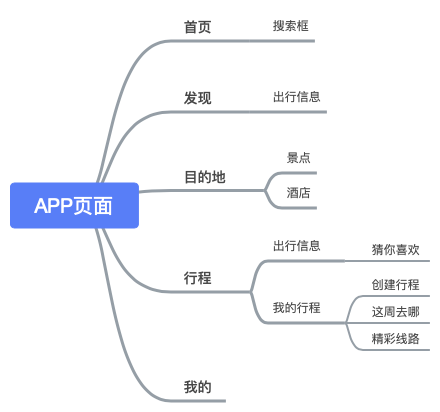 APP页面
首页
搜索框
发现
出行信息
目的地
景点
酒店
行程
出行信息
猜你喜欢
我的行程
创建行程
这周去哪
精彩线路
我的